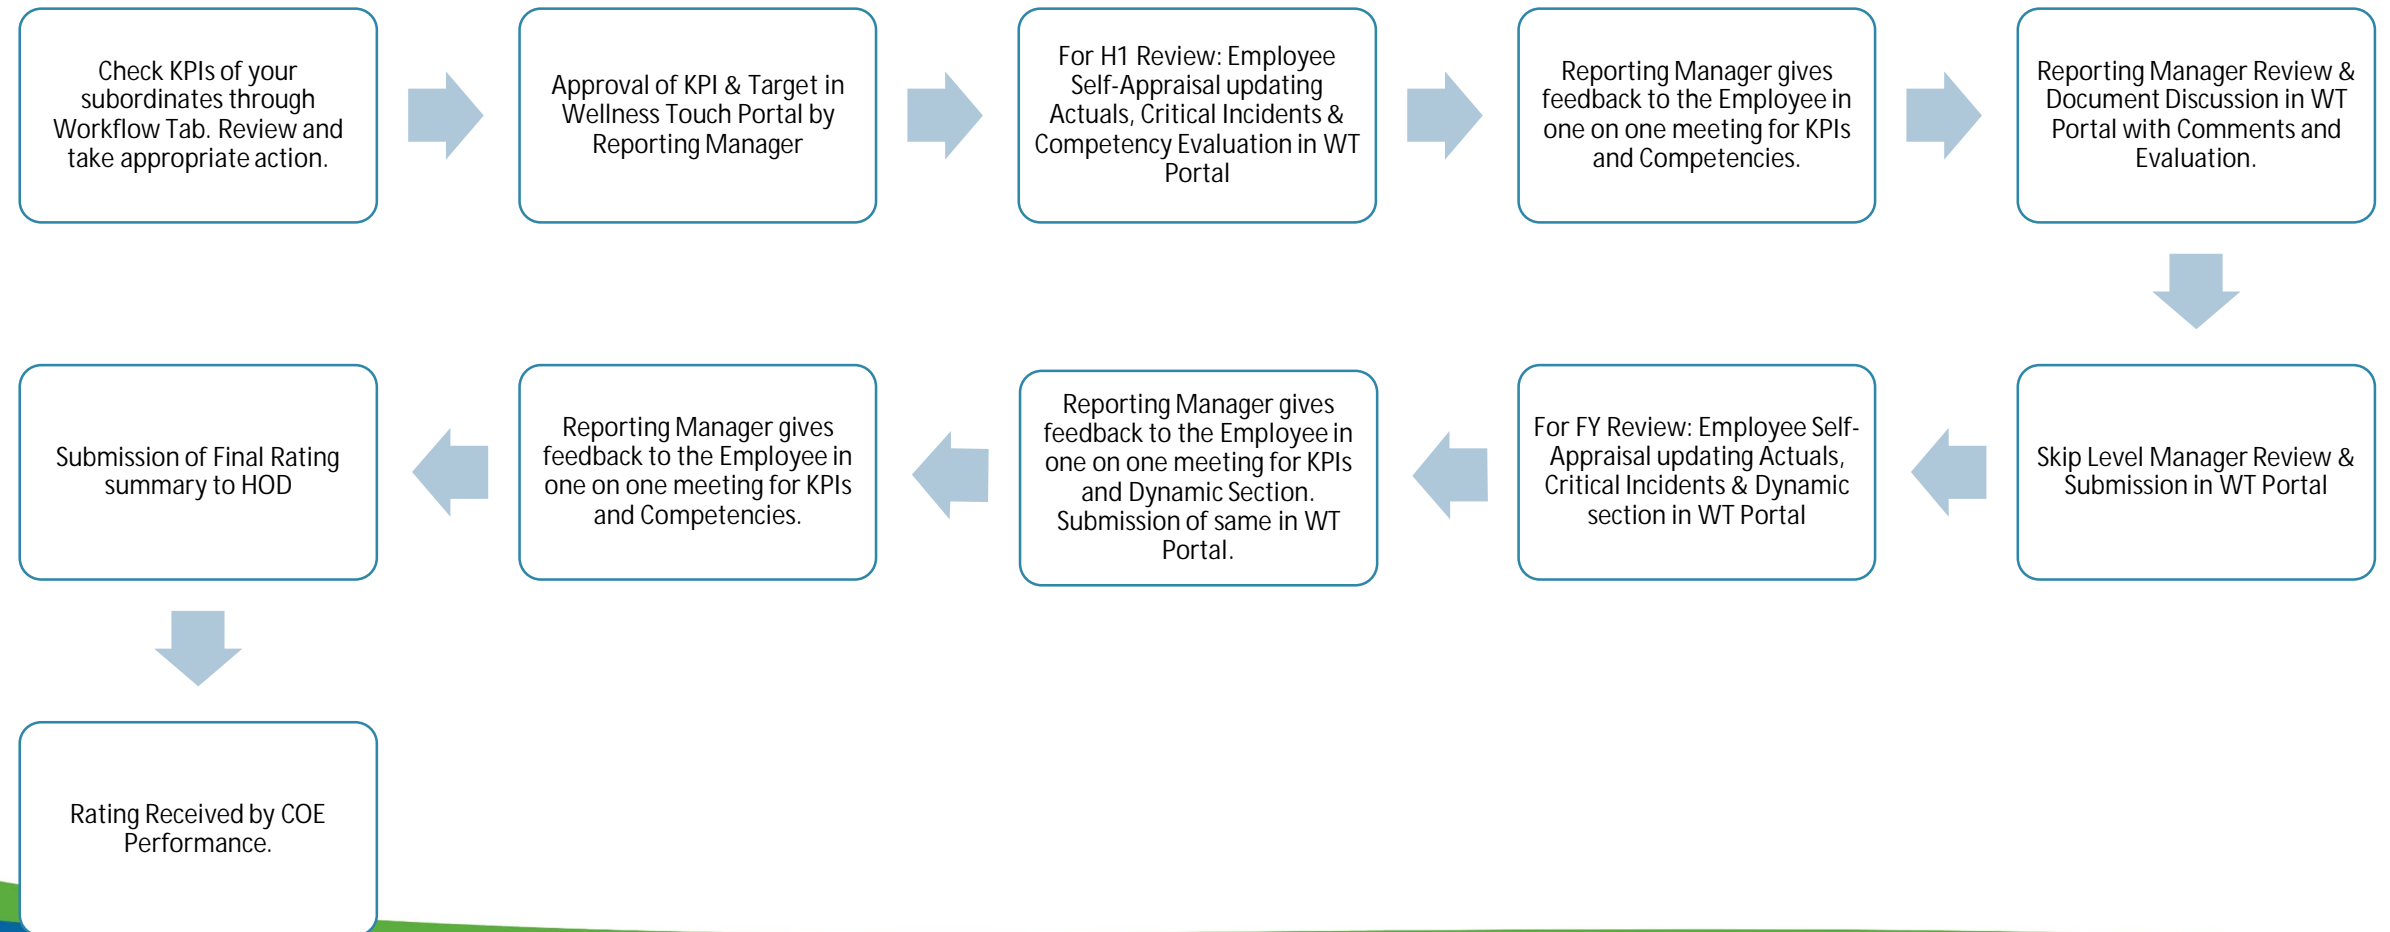 Check KPIs of your
subordinates through
Workflow Tab. Review and
take appropriate action.
Approval of KPI & Target in
Wellness Touch Portal by
Reporting Manager
For H1 Review: Employee
Self-Appraisal updating
Actuals, Critical Incidents &
Competency Evaluation in WT
Portal
Reporting Manager gives
feedback to the Employee in
one on one meeting for KPIs
and Competencies.
Reporting Manager Review &
Document Discussion in WT
Portal with Comments and
Evaluation.
Skip Level Manager Review &
Submission in WT Portal
For FY Review: Employee Self-
Appraisal updating Actuals,
Critical Incidents & Dynamic
section in WT Portal
Reporting Manager gives
feedback to the Employee in
one on one meeting for KPIs
and Dynamic Section.
Submission of same in WT
Portal.
Reporting Manager gives
feedback to the Employee in
one on one meeting for KPIs
and Competencies.
Submission of Final Rating
summary to HOD
Rating Received by COE
Performance.